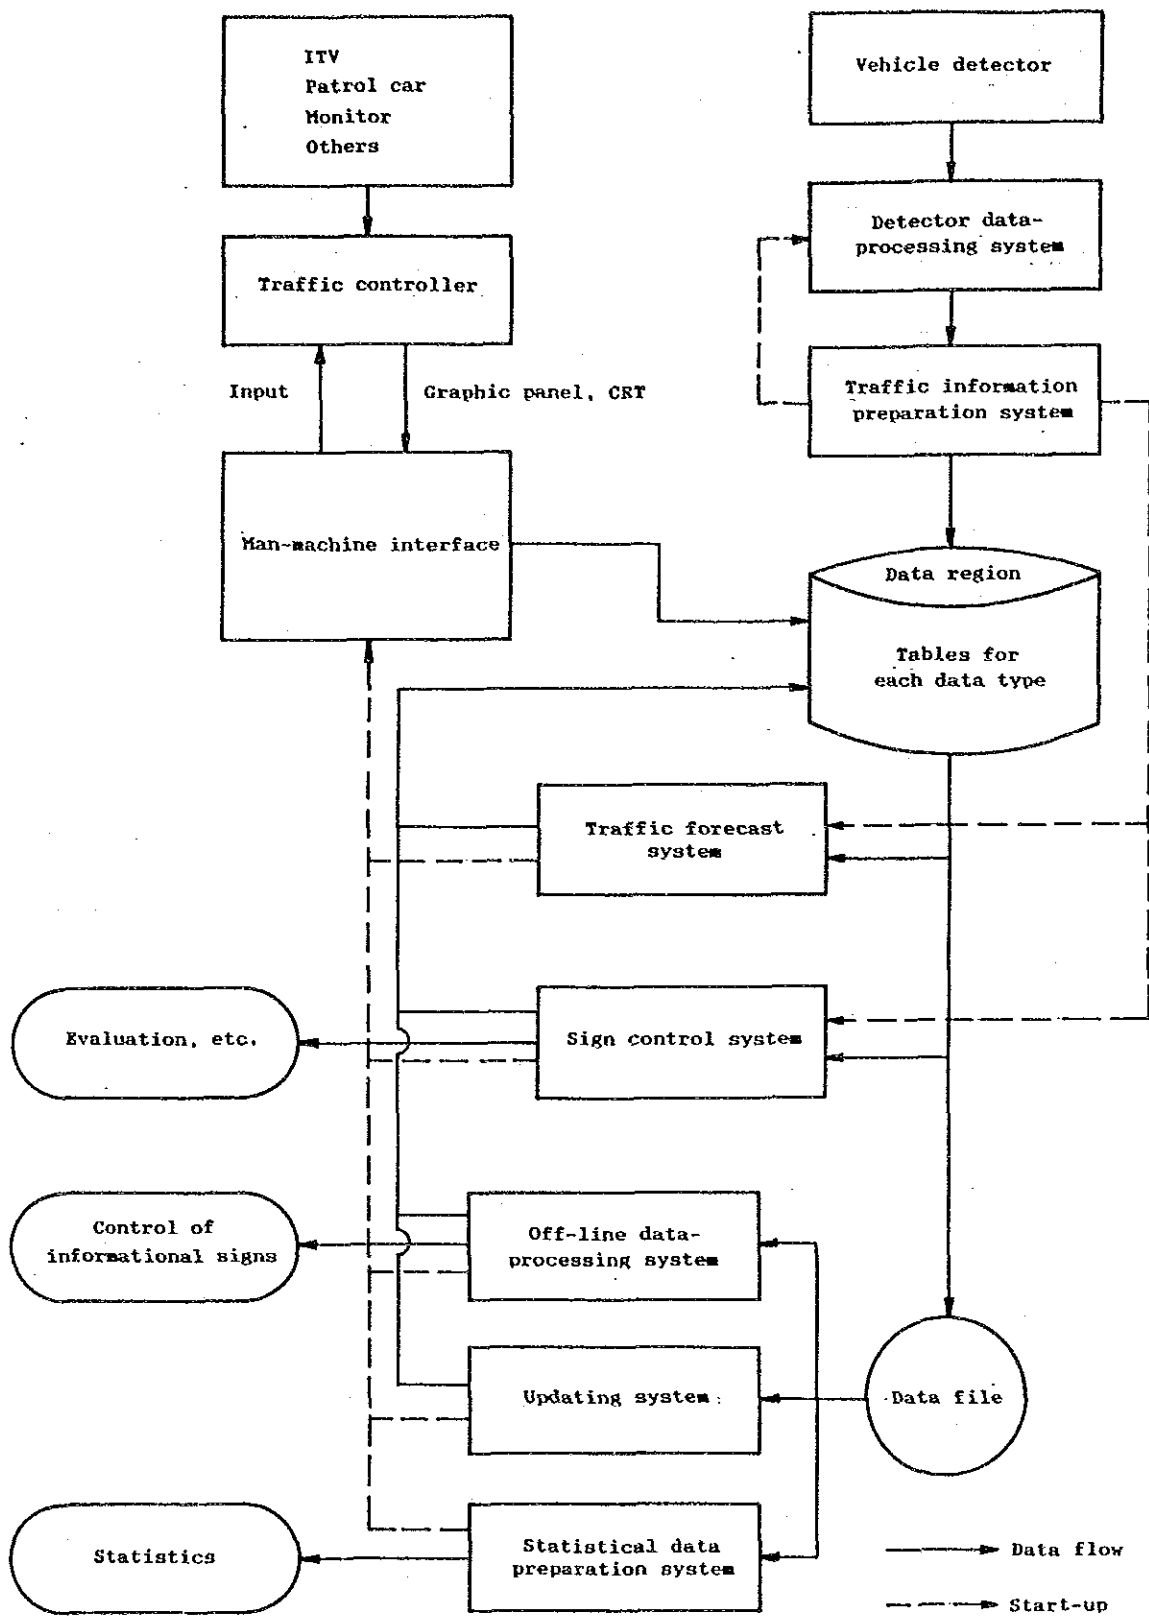 ITV
Patrol car
Monitor
Others
Vehicle detector
Detector data-
processing system
Traffic controller
Input
Graphic panel, CRT
Traffic information
preparation system
Man-machine interface
Data region
Tables for
each data type
Traffic forecast
system
Evaluation, etc.
Sign control system
Control of
informational signs
Off-line data-
processing system
Updating system
Data file
Statistics
Statistical data
preparation system
Data flow
Start-up